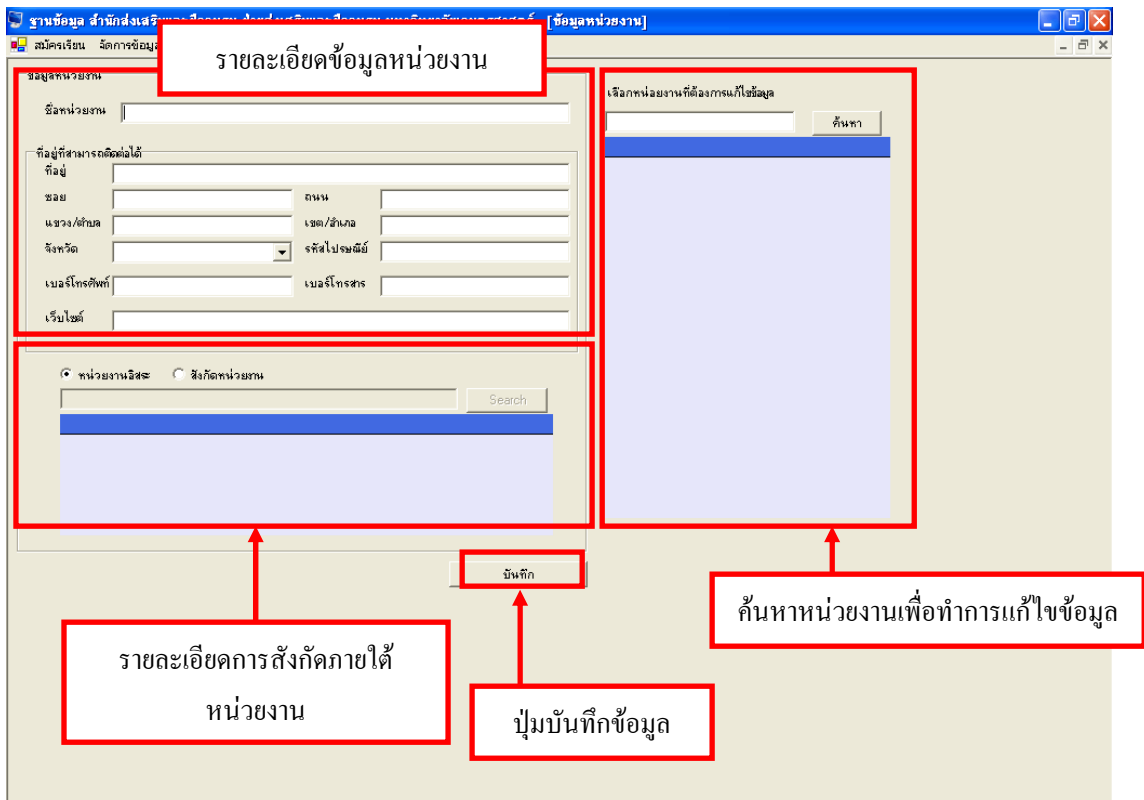 ฐานข้อมูล สำนักส่งเสริม [ข้อมูลหน่วยงาน]
สมัครเรียน จัดการข้อมูล
รายละเอียดข้อมูลหน่วยงาน
ข้อมูลหน่วยงาน
ชื่อหน่วยงาน
ที่อยู่ที่สามารถติดต่อได้
ที่อยู่
ซอย ถนน
แขวง/ตำบล เขต/อำเภอ
จังหวัด รหัสไปรษณีย์
เบอร์โทรศัพท์ เบอร์โทรสาร
เว็บไซต์
หน่วยงานอิสระ สังกัดหน่วยงาน
Search
บันทึก
เลือกหน่อยงานที่ต้องการแก้ไขข้อมูล
ค้นหา
รายละเอียดการสังกัดภายใต้
หน่วยงาน
ปุ่มบันทึกข้อมูล
ค้นหาหน่วยงานเพื่อทำการแก้ไขข้อมูล